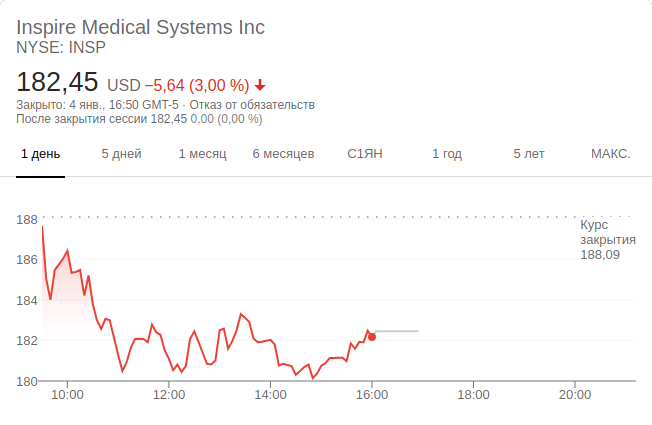 Inspire Medical Systems Inc
NYSE: INSP
182,45 USD −5,64 (3,00 %)
Закрыто: 4 янв., 16:50 GMT-5 · Отказ от обязательств
После закрытия сессии 182,45 0,00 (0,00 %)
1 день 5 дней 1 месяц 6 месяцев С1ЯН 1 год 5 лет МАКС.
188
Курс
закрытия
188,09
186
184
182
180
10:00 12:00 14:00 16:00 18:00 20:00